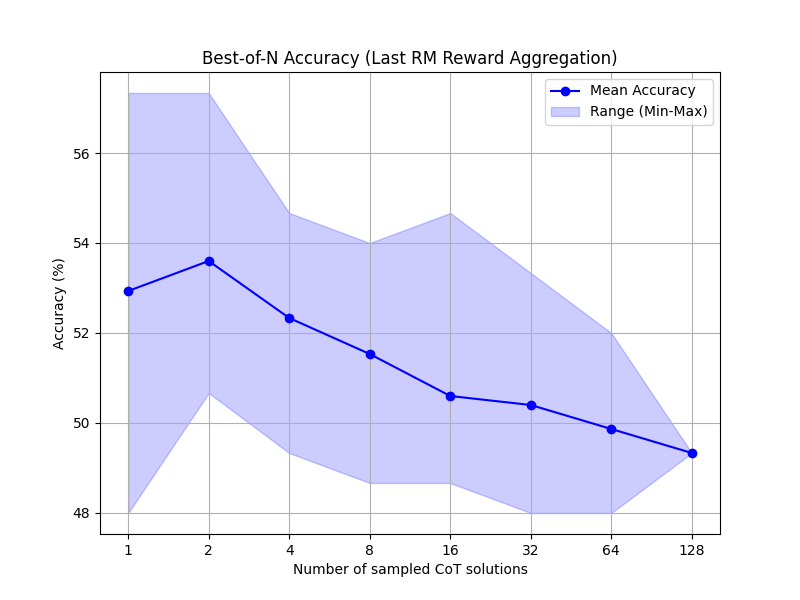 Best-of-N Accuracy (Last RM Reward Aggregation)
Mean Accuracy
Range (Min-Max)
Accuracy (%)
56
54
52
50
48
1 2 4 8 16 32 64 128
Number of sampled CoT solutions